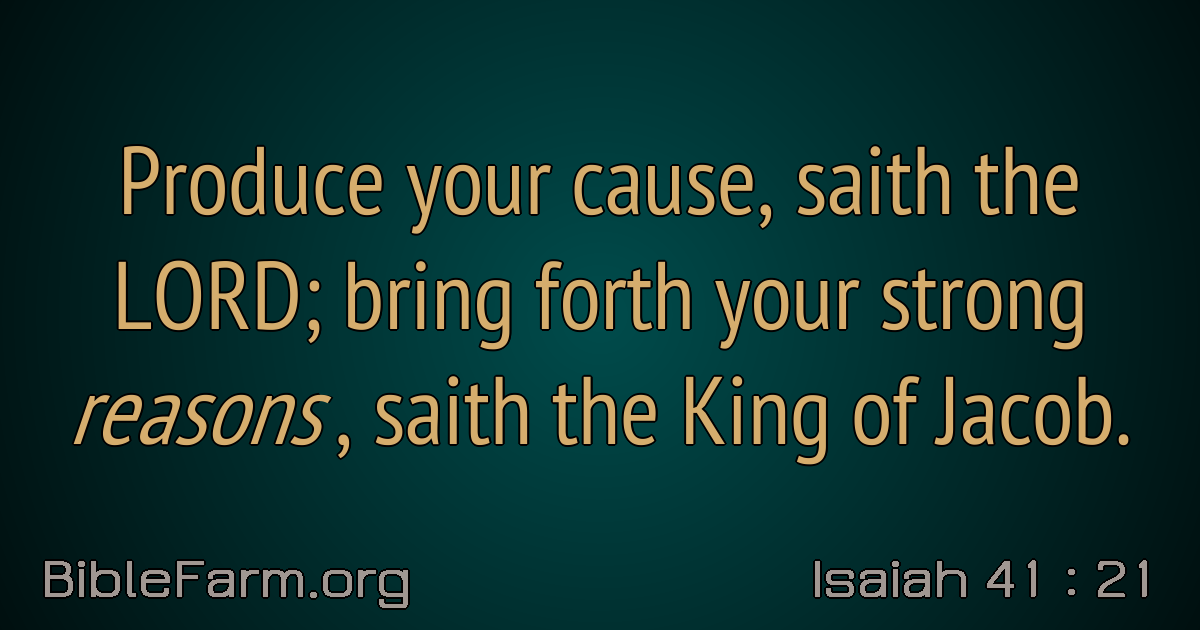 Produce your cause, saith the
LORD; bring forth your strong
reasons, saith the King of Jacob.
BibleFarm.org
Isaiah 41 : 21